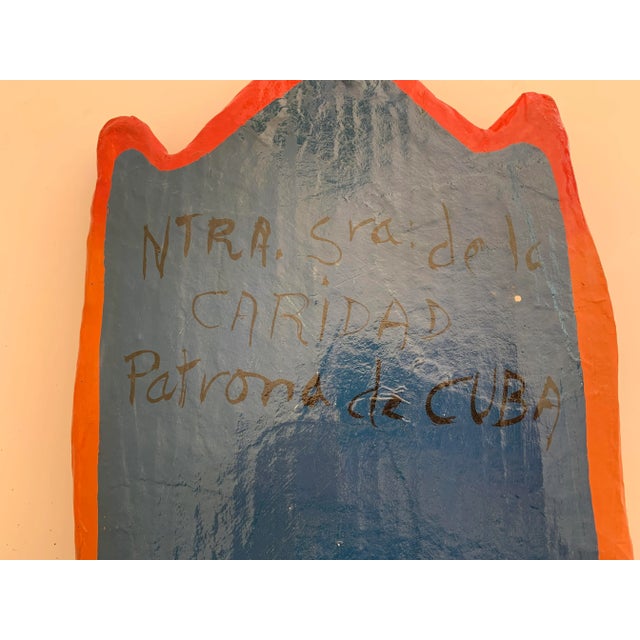 NTRA. Sra. de la
CARIDAD
Patrona de CUBA